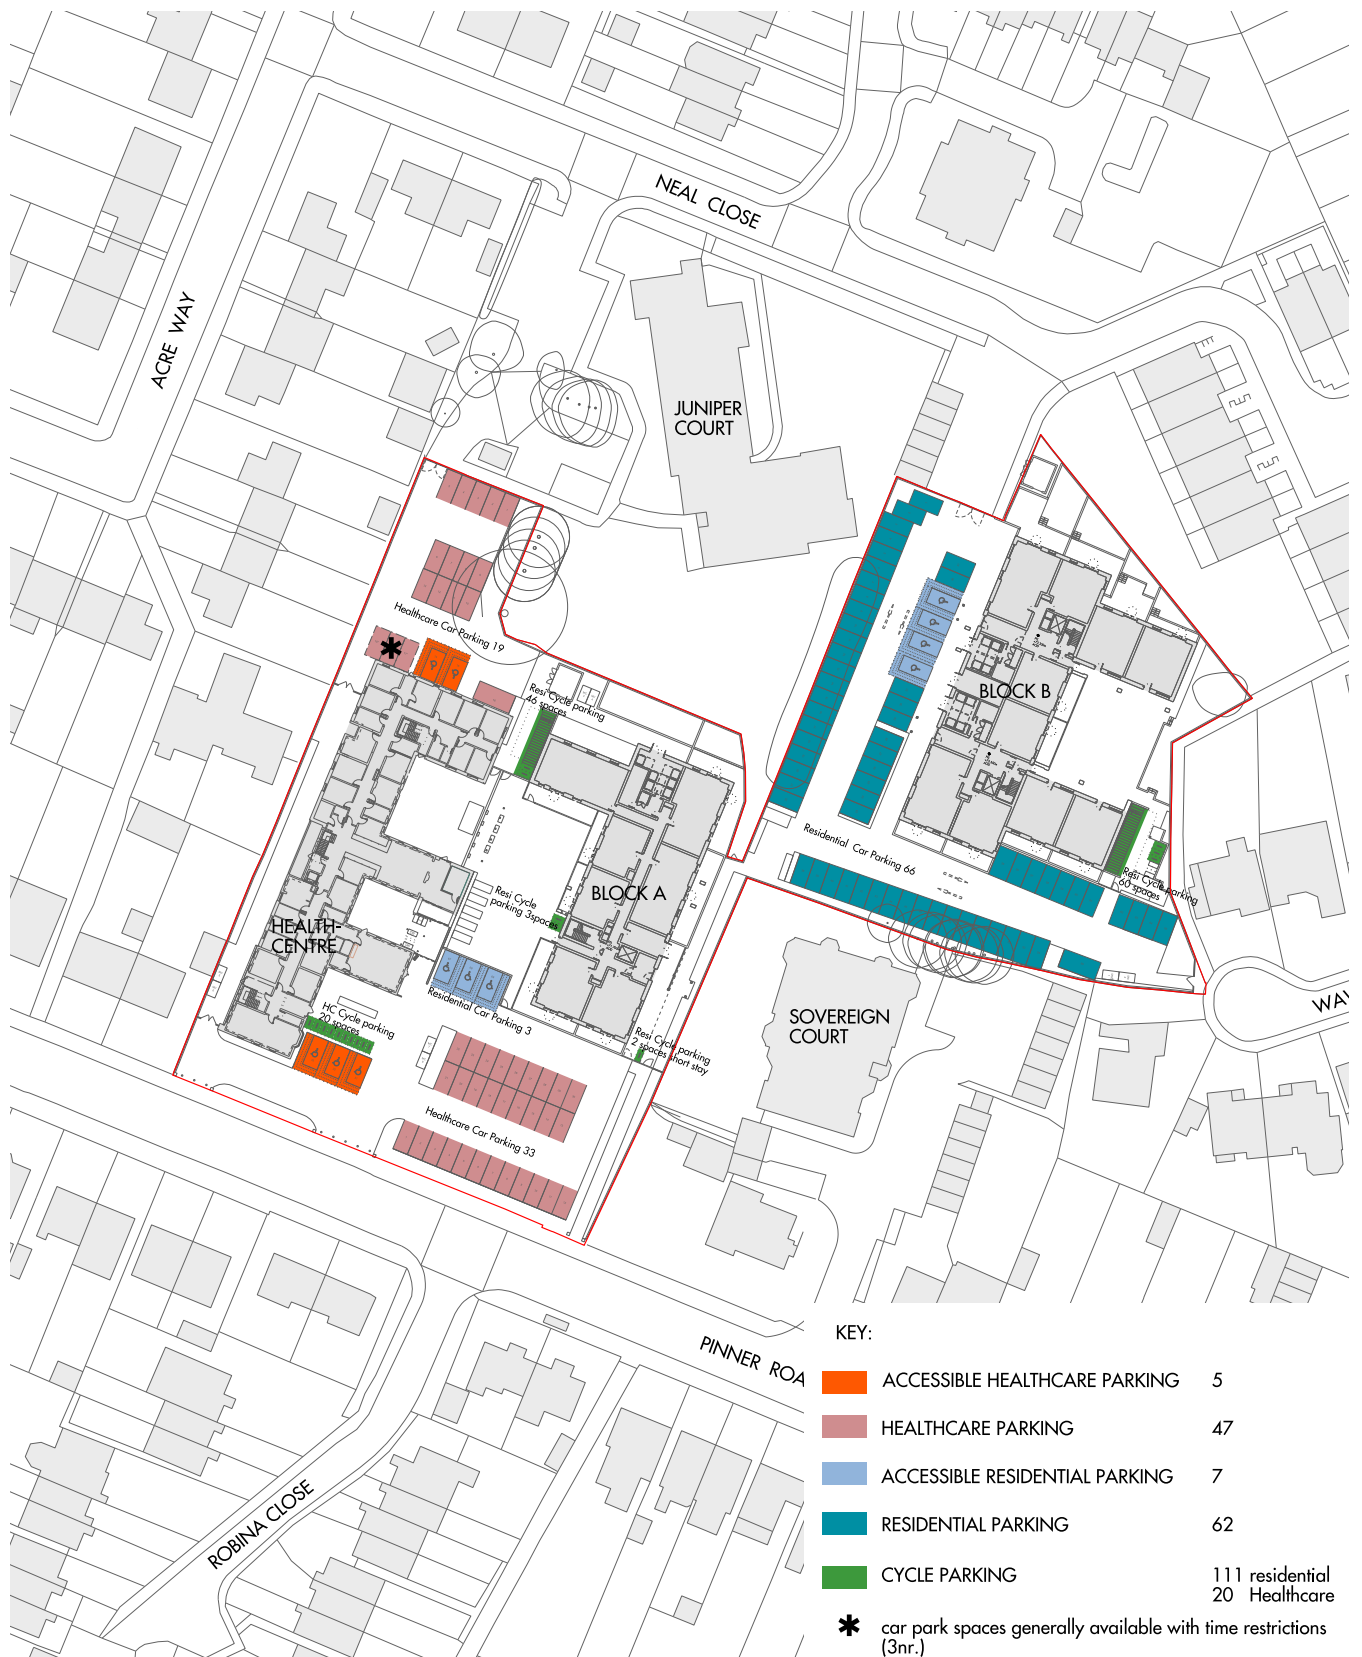 NEAL CLOSE
ACRE WAY
JUNIPER
COURT
Healthcare Car Parking 19
*
Resi Cycle parking
46 spaces
BLOCK B
Residential Car Parking 66
Resi Cycle parking
60 spaces
BLOCK A
Resi Cycle
parking 3spaces
HEALTH-
CENTRE
Residential Car Parking 3
HC Cycle parking
20 spaces
Resi Cycle parking
2 spaces short stay
SOVEREIGN
COURT
WAL
Healthcare Car Parking 33
PINNER ROA
ROBINA CLOSE
KEY:
ACCESSIBLE HEALTHCARE PARKING 5
HEALTHCARE PARKING 47
ACCESSIBLE RESIDENTIAL PARKING 7
RESIDENTIAL PARKING 62
CYCLE PARKING 111 residential
20 Healthcare
* car park spaces generally available with time restrictions
(3nr.)